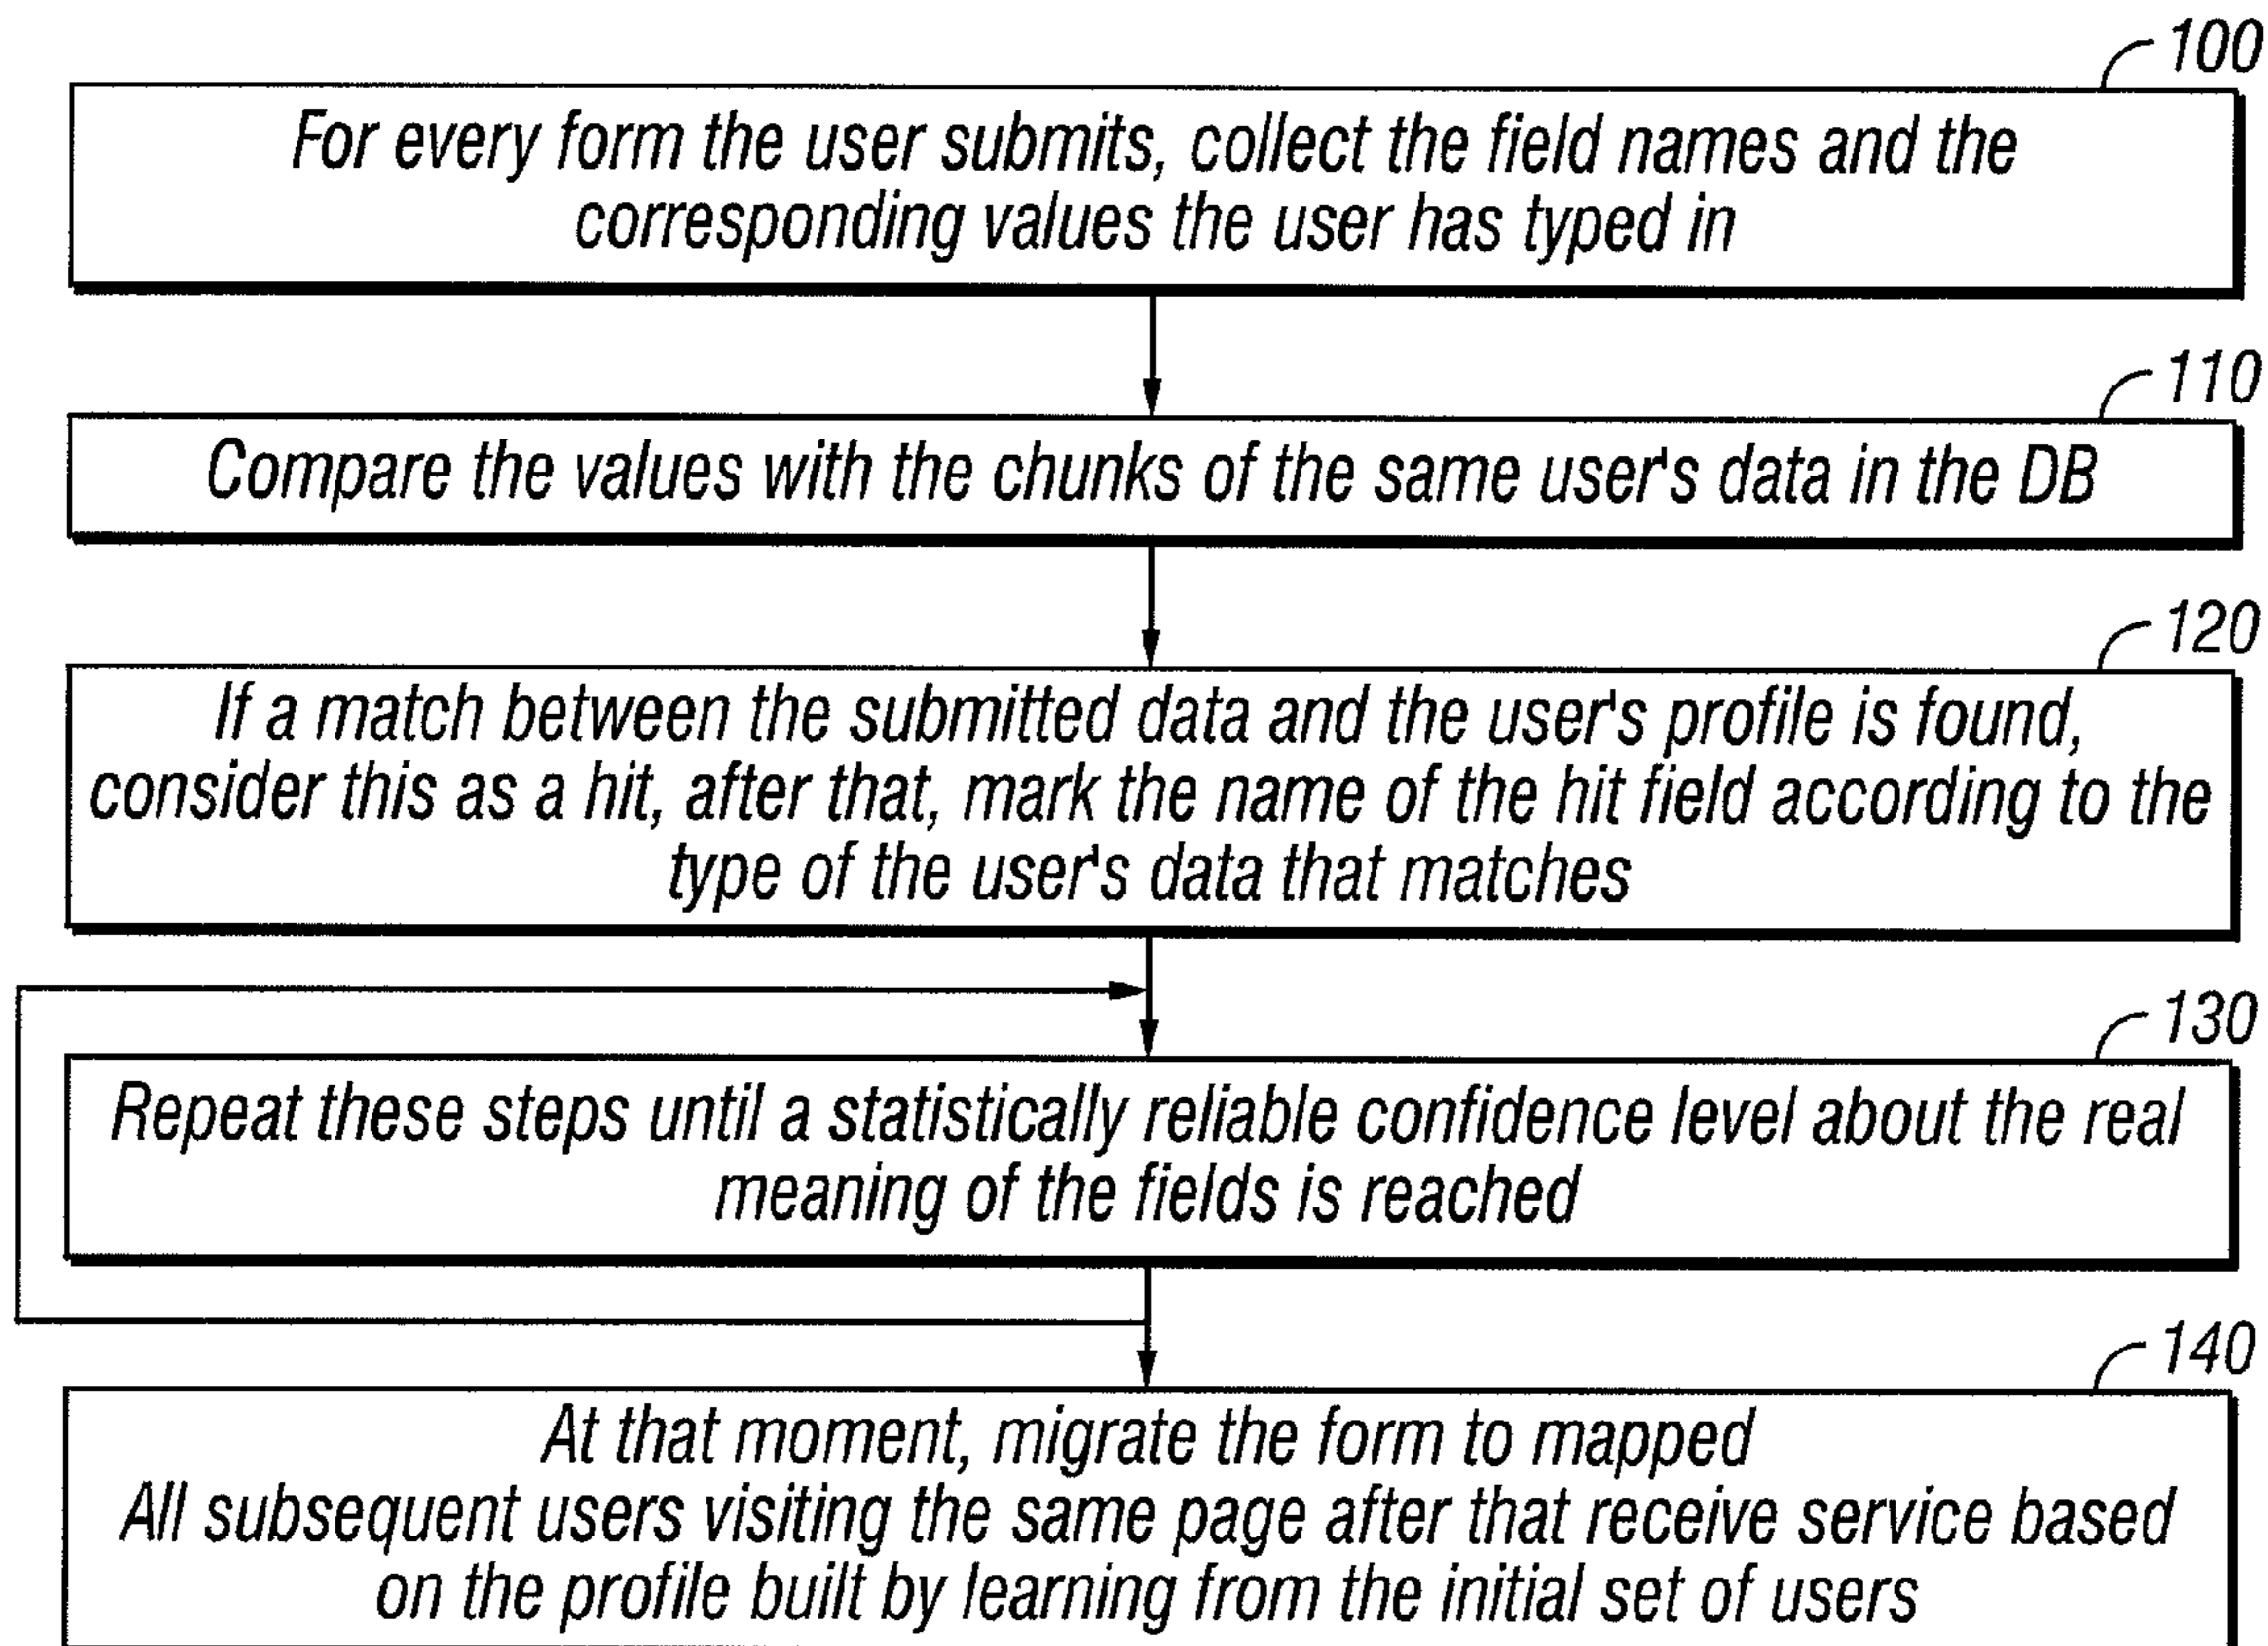 100
For every form the user submits, collect the field names and the
corresponding values the user has typed in
110
Compare the values with the chunks of the same user's data in the DB
120
If a match between the submitted data and the user's profile is found,
consider this as a hit, after that, mark the name of the hit field according to the
type of the user's data that matches
130
Repeat these steps until a statistically reliable confidence level about the real
meaning of the fields is reached
140
At that moment, migrate the form to mapped
All subsequent users visiting the same page after that receive service based
on the profile built by learning from the initial set of users